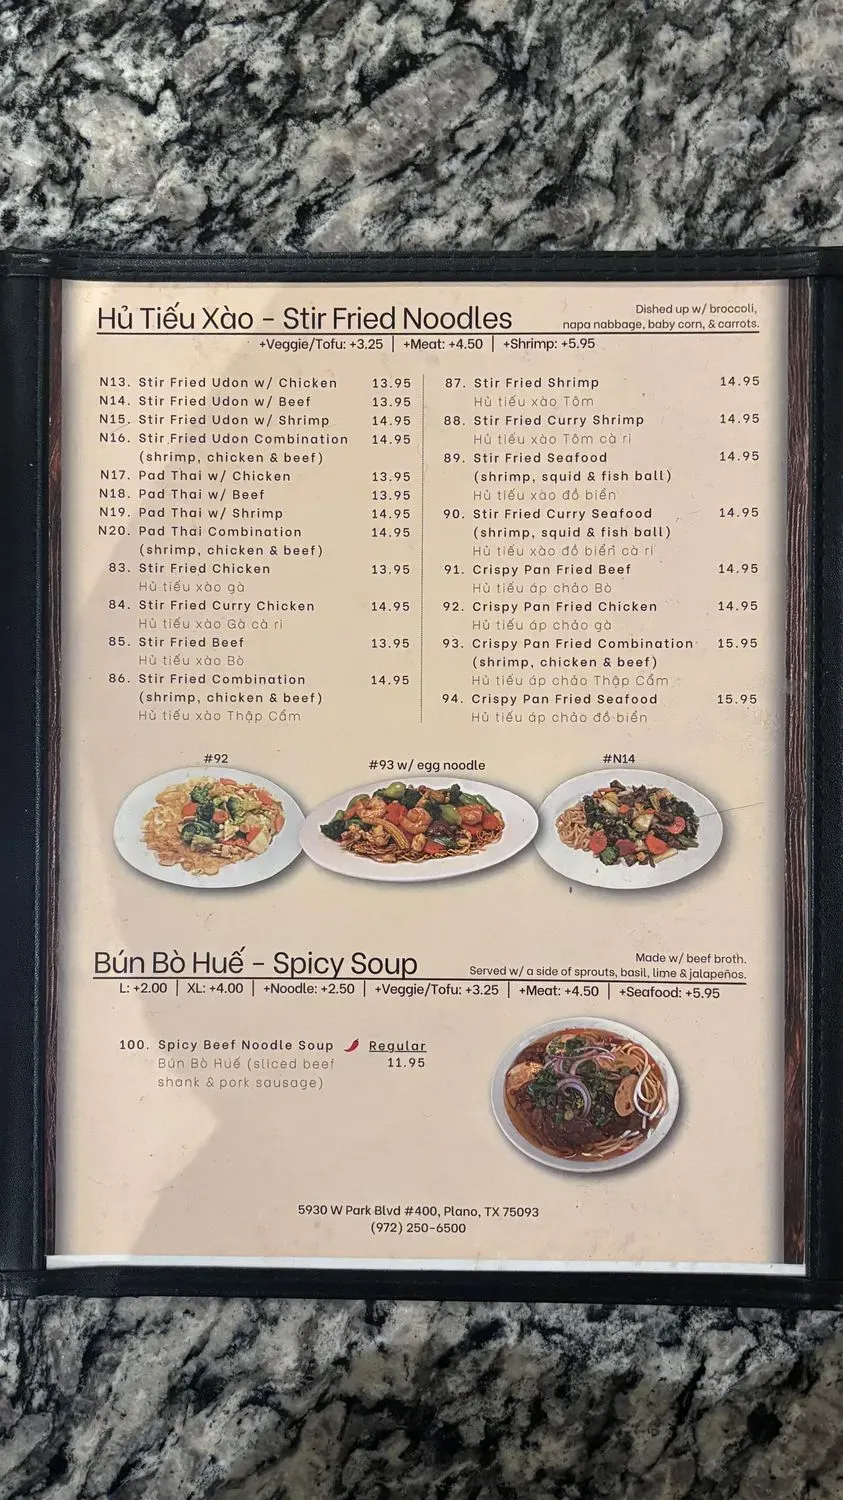 Hủ Tiếu Xào - Stir Fried Noodles
Dished up w/ broccoli,
napa nabbage, baby corn, & carrots.
+Veggie/Tofu: +3.25 | +Meat: +4.50 | +Shrimp: +5.95
N13. Stir Fried Udon w/ Chicken 13.95
N14. Stir Fried Udon w/ Beef 13.95
N15. Stir Fried Udon w/ Shrimp 14.95
N16. Stir Fried Udon Combination 14.95
(shrimp, chicken & beef)
N17. Pad Thai w/ Chicken 13.95
N18. Pad Thai w/ Beef 13.95
N19. Pad Thai w/ Shrimp 14.95
N20. Pad Thai Combination 14.95
(shrimp, chicken & beef)
83. Stir Fried Chicken 13.95
Hủ tiếu xào gà
84. Stir Fried Curry Chicken 14.95
Hủ tiếu xào Gà cà ri
85. Stir Fried Beef 13.95
Hủ tiếu xào Bò
86. Stir Fried Combination 14.95
(shrimp, chicken & beef)
Hủ tiếu xào Thập Cẩm
87. Stir Fried Shrimp 14.95
Hủ tiếu xào Tôm
88. Stir Fried Curry Shrimp 14.95
Hủ tiếu xào Tôm cà ri
89. Stir Fried Seafood 14.95
(shrimp, squid & fish ball)
Hủ tiếu xào đồ biển
90. Stir Fried Curry Seafood 14.95
(shrimp, squid & fish ball)
Hủ tiếu xào đồ biển cà ri
91. Crispy Pan Fried Beef 14.95
Hủ tiếu áp chảo Bò
92. Crispy Pan Fried Chicken 14.95
Hủ tiếu áp chảo gà
93. Crispy Pan Fried Combination 15.95
(shrimp, chicken & beef)
Hủ tiếu áp chảo Thập Cẩm
94. Crispy Pan Fried Seafood 15.95
Hủ tiếu áp chảo đồ biển
#92
#93 w/ egg noodle
#N14
Bún Bò Huế - Spicy Soup
Made w/ beef broth.
Served w/ a side of sprouts, basil, lime & jalapeños.
L: +2.00 | XL: +4.00 | +Noodle: +2.50 | +Veggie/Tofu: +3.25 | +Meat: +4.50 | +Seafood: +5.95
100. Spicy Beef Noodle Soup Regular
Bún Bò Huế (sliced beef 11.95
shank & pork sausage)
5930 W Park Blvd #400, Plano, TX 75093
(972) 250-6500